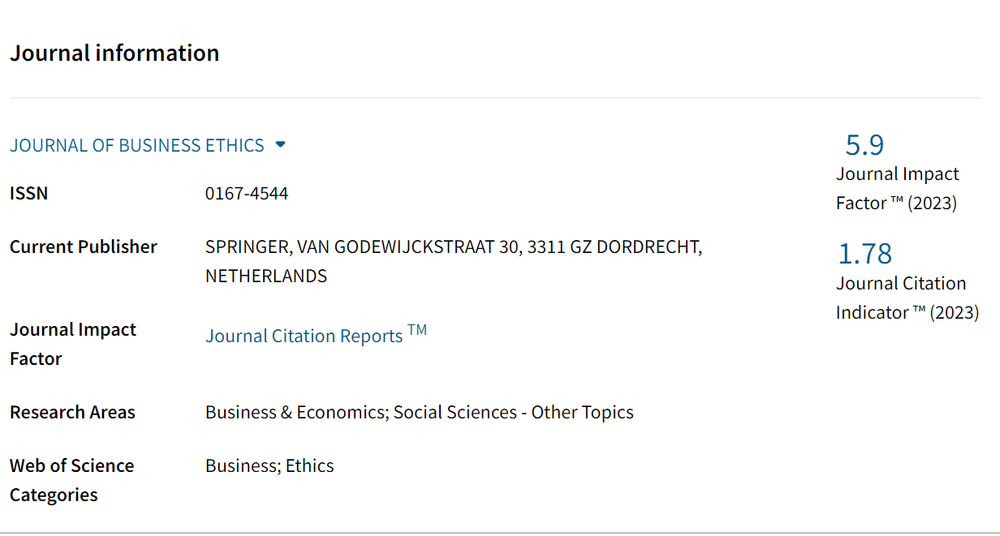 Journal information
JOURNAL OF BUSINESS ETHICS
ISSN
0167-4544
Current Publisher
SPRINGER, VAN GODEWIJCKSTRAAT 30, 3311 GZ DORDRECHT,
NETHERLANDS
Journal Impact
Factor
Journal Citation Reports TM
Research Areas
Business & Economics; Social Sciences - Other Topics
Web of Science
Categories
Business; Ethics
5.9
Journal Impact
Factor ™ (2023)
1.78
Journal Citation
Indicator ™ (2023)